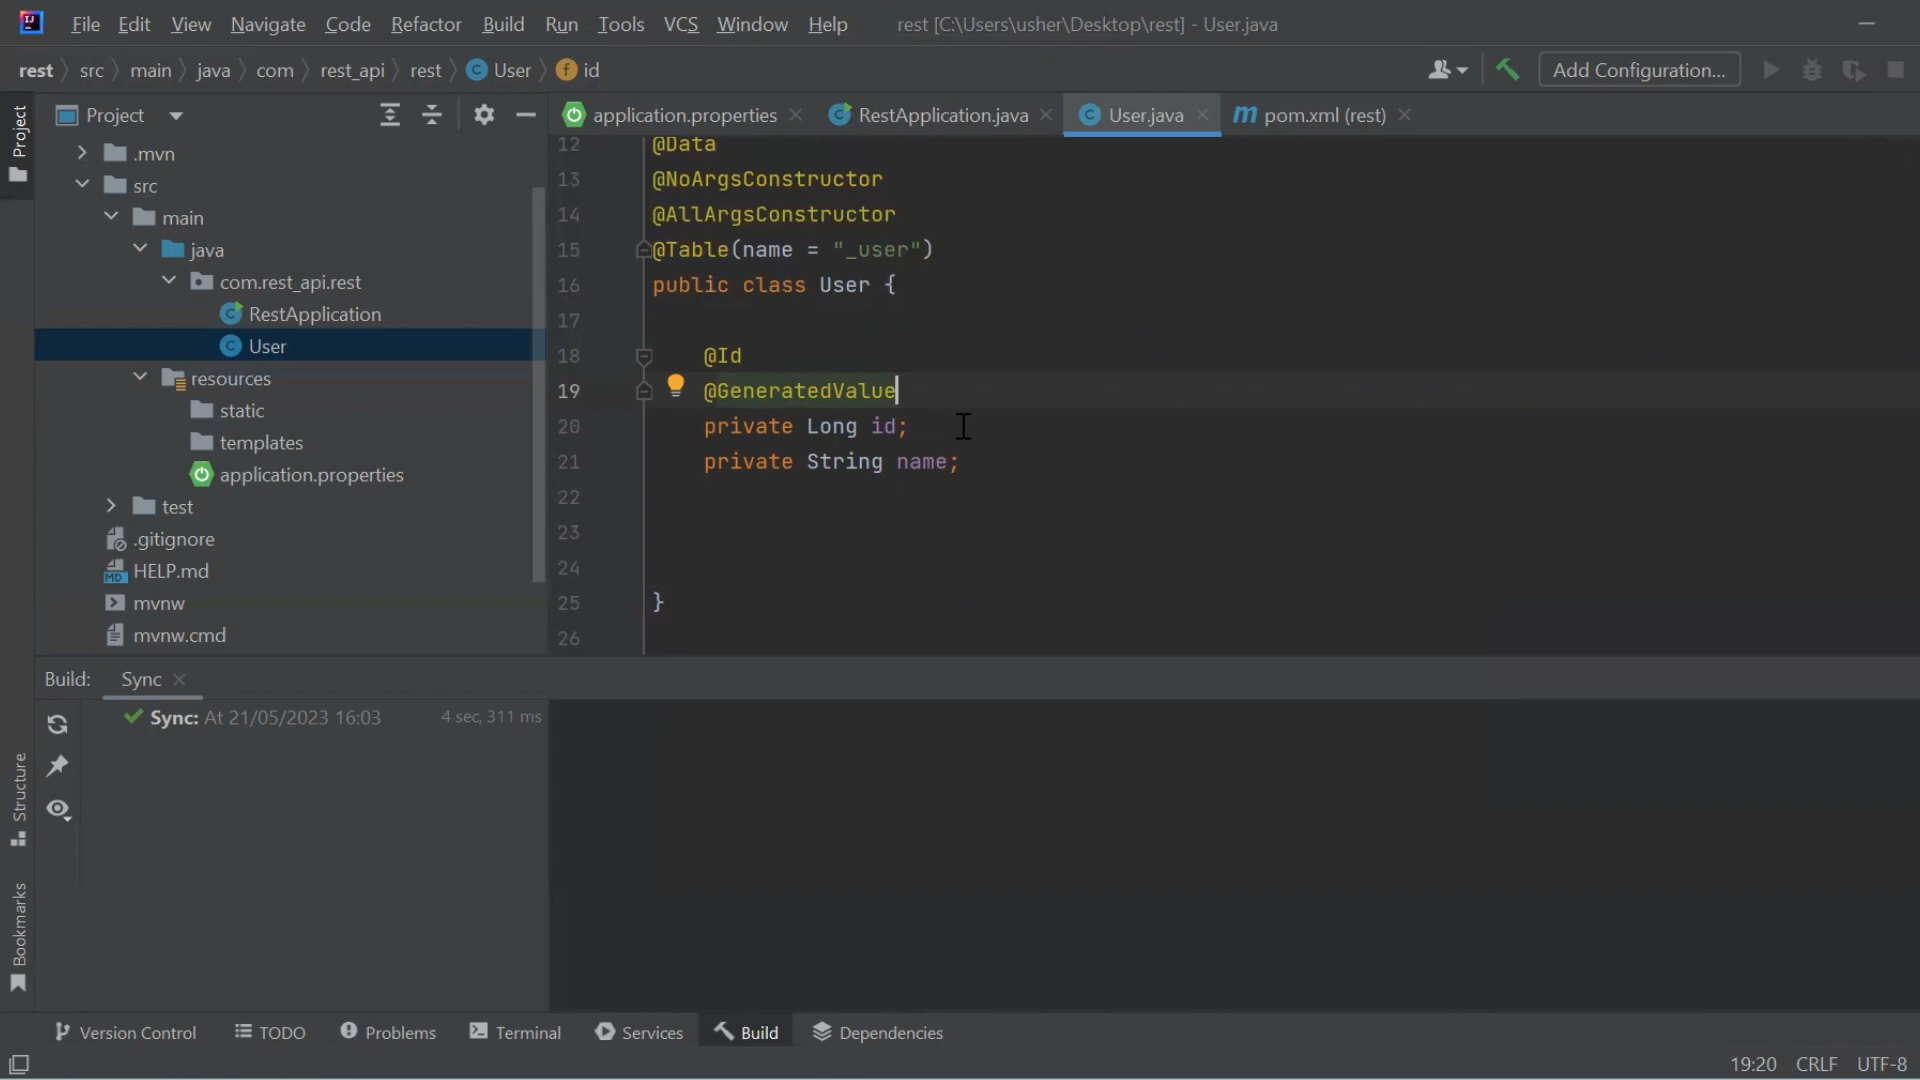 File Edit View Navigate Code Refactor Build Run Tools VCS Window Help rest [C:\Users\usher\Desktop\rest] - User.java
rest src main java com rest_api rest User id Add Configuration...
Project
Project
application.properties RestApplication.java User.java pom.xml (rest)
.mvn
src
main
java
com.rest_api.rest
RestApplication
User
resources
static
templates
application.properties
test
.gitignore
HELP.md
mvnw
mvnw.cmd
12 @Data
13 @NoArgsConstructor
14 @AllArgsConstructor
15 @Table(name = "_user")
16 public class User {
17
18 @Id
19 @GeneratedValue
20 private Long id;
21 private String name;
22
23
24
25 }
26
Build: Sync
Sync: At 21/05/2023 16:03 4 sec, 311 ms
Structure
Bookmarks
Version Control TODO Problems Terminal Services Build Dependencies
19:20 CRLF UTF-8